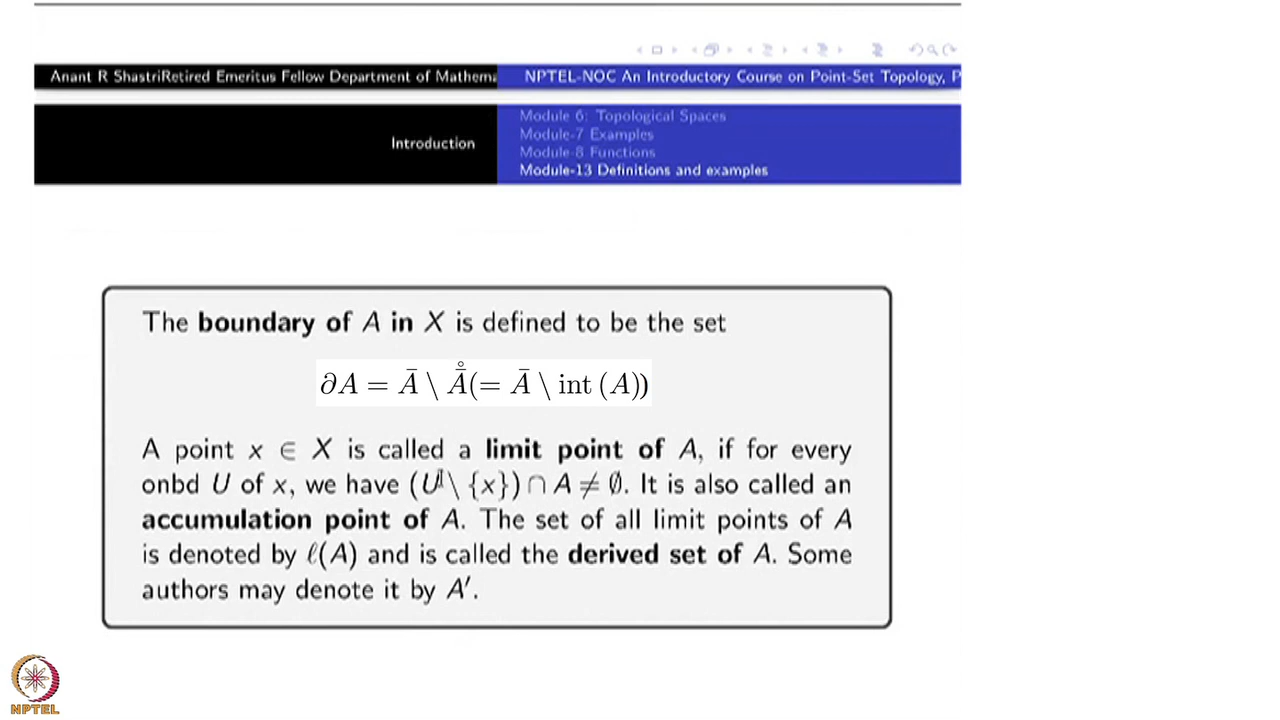 Anant R ShastriRetired Emeritus Fellow Department of Mathema
NPTEL-NOC An Introductory Course on Point-Set Topology, P
Introduction
Module 6: Topological Spaces
Module-7 Examples
Module-8 Functions
Module-13 Definitions and examples
The boundary of A in X is defined to be the set
∂A = Ā \ Å̄(= Ā \ int (A))
A point x ∈ X is called a limit point of A, if for every
onbd U of x, we have (U \ {x}) ∩ A ≠ ∅. It is also called an
accumulation point of A. The set of all limit points of A
is denoted by ℓ(A) and is called the derived set of A. Some
authors may denote it by A′.
NPTEL